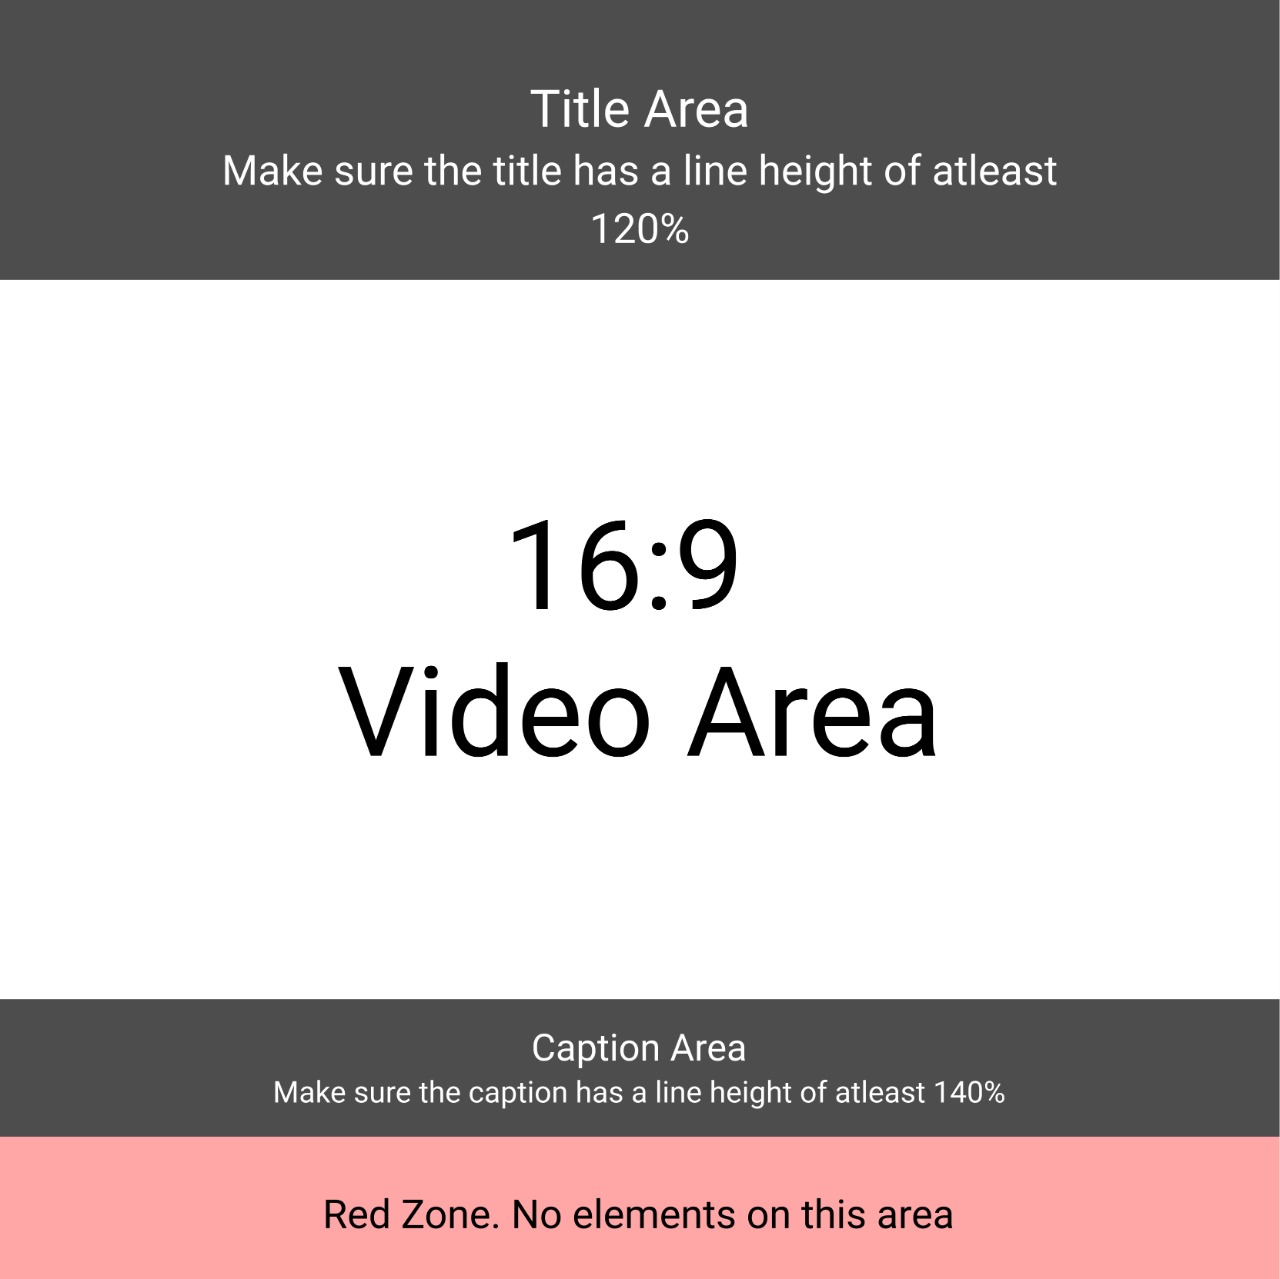 Title Area
Make sure the title has a line height of atleast
120%
16:9
Video Area
Caption Area
Make sure the caption has a line height of atleast 140%
Red Zone. No elements on this area